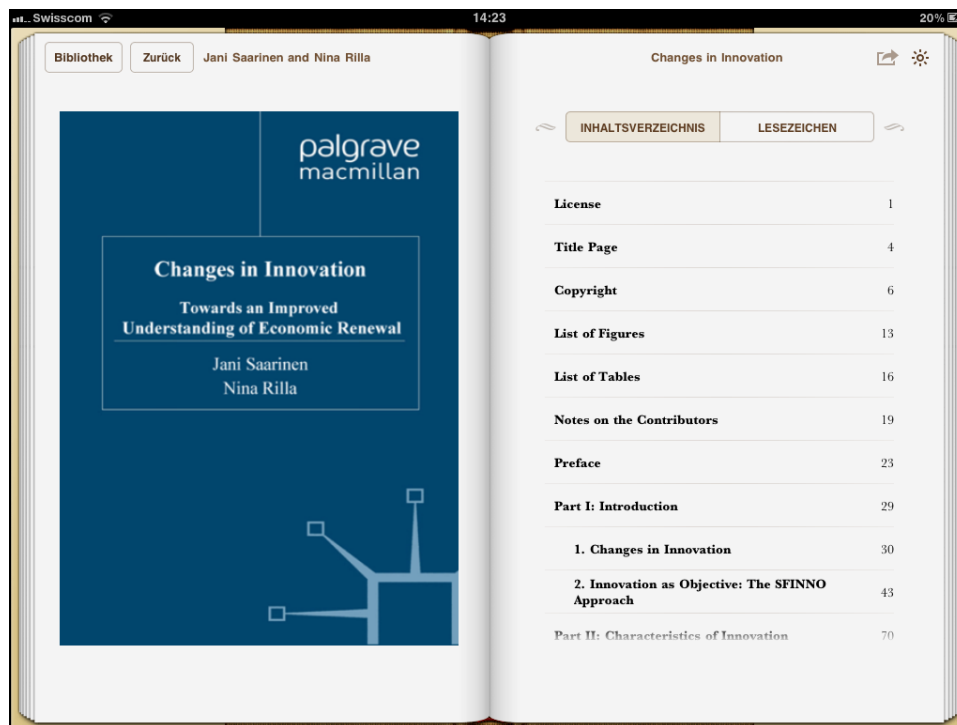 Swisscom 14:23 20%
Bibliothek Zurück Jani Saarinen and Nina Rilla
palgrave
macmillan
Changes in Innovation
Towards an Improved
Understanding of Economic Renewal
Jani Saarinen
Nina Rilla
Changes in Innovation
INHALTSVERZEICHNIS LESEZEICHEN
License 1
Title Page 4
Copyright 6
List of Figures 13
List of Tables 16
Notes on the Contributors 19
Preface 23
Part I: Introduction 29
1. Changes in Innovation 30
2. Innovation as Objective: The SFINNO
Approach 43
Part II: Characteristics of Innovation 70